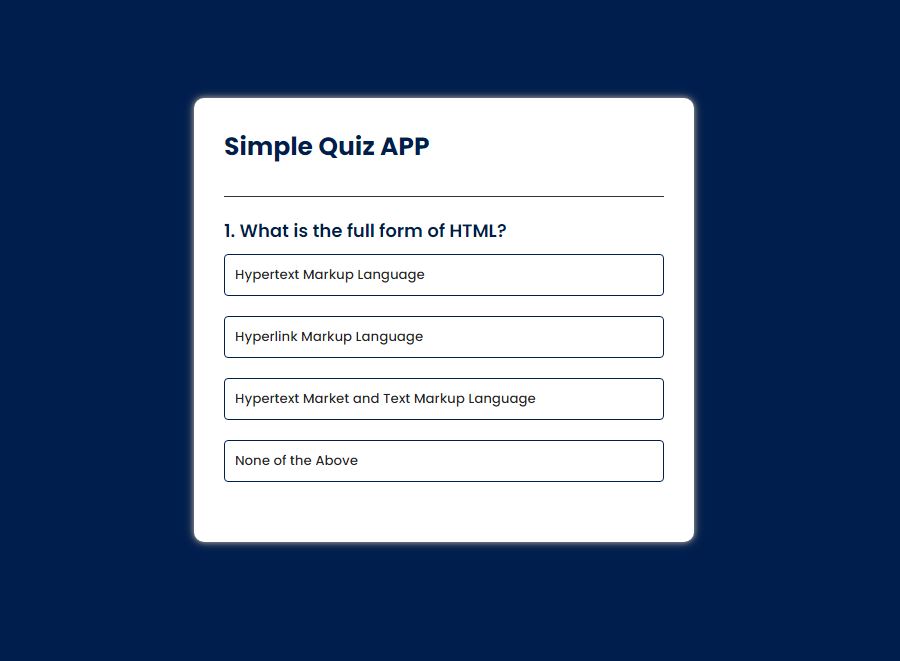 Simple Quiz APP
1. What is the full form of HTML?
Hypertext Markup Language
Hyperlink Markup Language
Hypertext Market and Text Markup Language
None of the Above